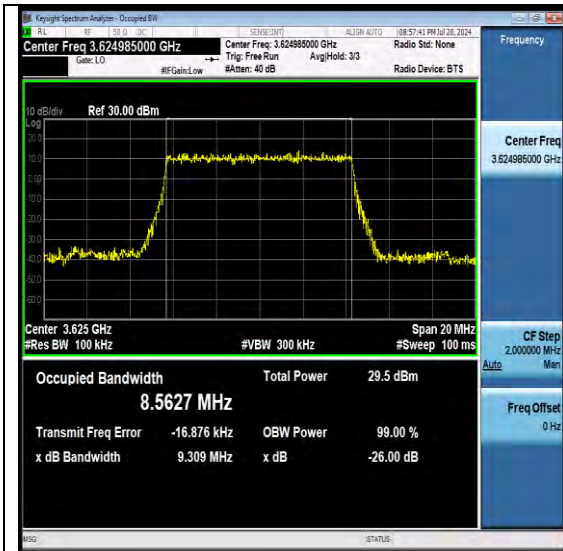 Keysight Spectrum Analyzer - Occupied BW
RL RF 50 Ω DC SENSE:INT ALIGN AUTO 08:57:41 PM Jul 20, 2024
Center Freq 3.624985000 GHz Center Freq: 3.624985000 GHz Radio Std: None Frequency
Gate: LO Trig: Free Run Avg|Hold: 3/3
#IFGain:Low #Atten: 40 dB Radio Device: BTS
10 dB/div Ref 30.00 dBm
Log
20.0
10.0
0.00
-10.0
-20.0
-30.0
-40.0
-50.0
-60.0
Center Freq
3.624985000 GHz
Center 3.625 GHz Span 20 MHz
#Res BW 100 kHz #VBW 300 kHz #Sweep 100 ms
CF Step
2.000000 MHz
Auto Man
Occupied Bandwidth Total Power 29.5 dBm
8.5627 MHz
Freq Offset
0 Hz
Transmit Freq Error -16.876 kHz OBW Power 99.00 %
x dB Bandwidth 9.309 MHz x dB -26.00 dB
MSG STATUS